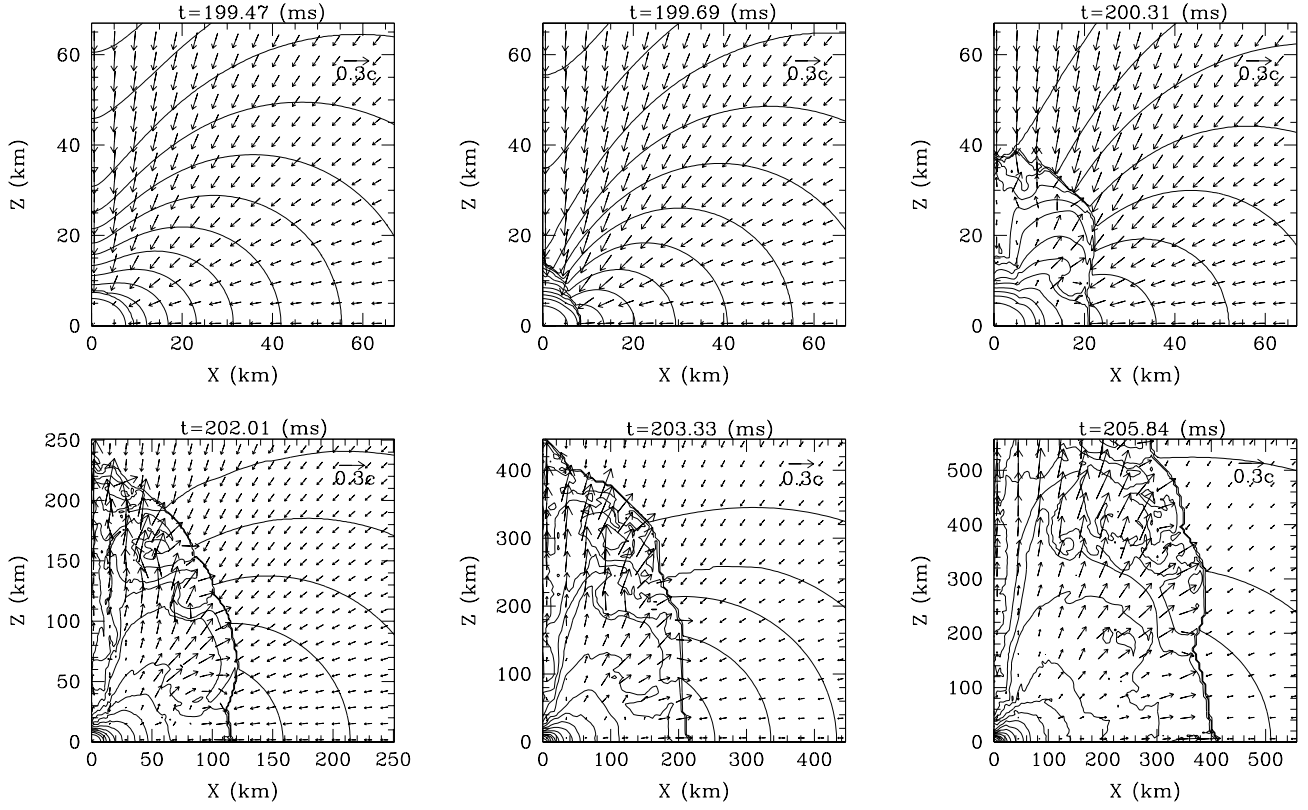 t=199.47 (ms)
60
40
20
0
Z (km)
0.3c
0 20 40 60
X (km)
t=199.69 (ms)
60
40
20
0
Z (km)
0.3c
0 20 40 60
X (km)
t=200.31 (ms)
60
40
20
0
Z (km)
0.3c
0 20 40 60
X (km)
t=202.01 (ms)
250
200
150
100
50
0
Z (km)
0.3c
0 50 100 150 200 250
X (km)
t=203.33 (ms)
400
300
200
100
0
Z (km)
0.3c
0 100 200 300 400
X (km)
t=205.84 (ms)
500
400
300
200
100
0
Z (km)
0.3c
0 100 200 300 400 500
X (km)